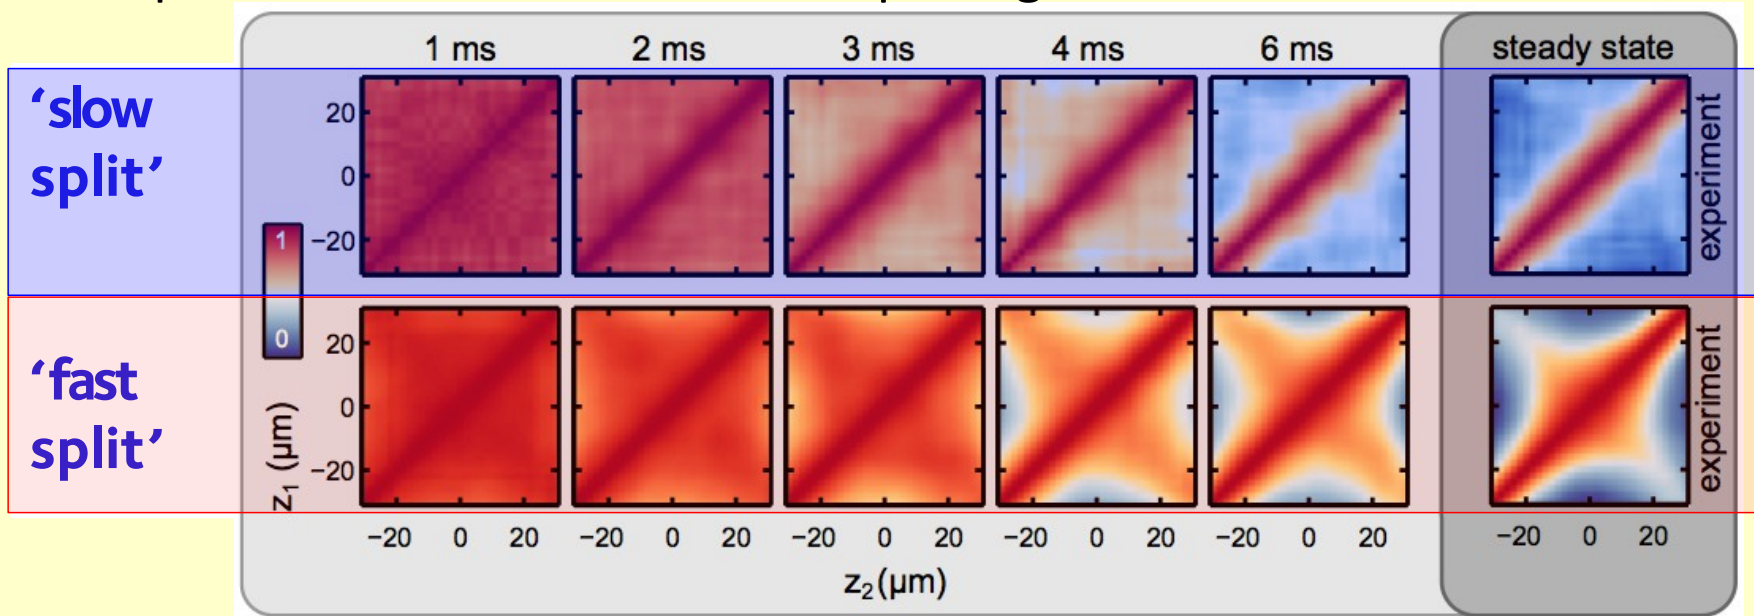 1 ms 2 ms 3 ms 4 ms 6 ms steady state
‘slow
split’
20
0
−20
experiment
1
0
‘fast
split’
20
0
−20
z₁ (µm)
experiment
−20 0 20 −20 0 20 −20 0 20 −20 0 20 −20 0 20 −20 0 20
z₂(µm)